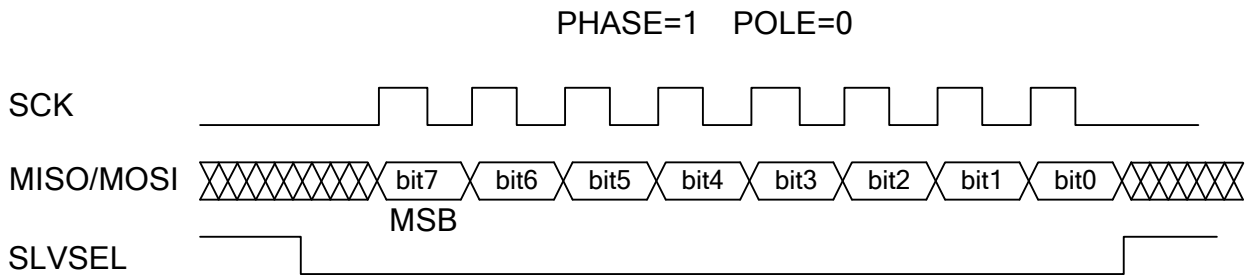 PHASE=1 POLE=0
SCK
MISO/MOSI bit7 bit6 bit5 bit4 bit3 bit2 bit1 bit0
MSB
SLVSEL